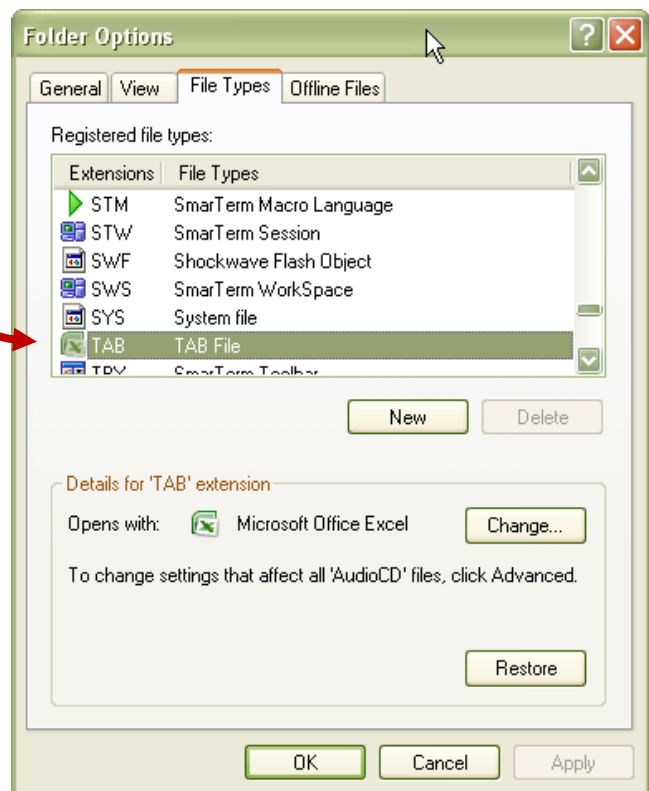 Folder Options
General View File Types Offline Files
Registered file types:
Extensions File Types
STM SmarTerm Macro Language
STW SmarTerm Session
SWF Shockwave Flash Object
SWS SmarTerm WorkSpace
SYS System file
TAB TAB File
TBY SmarTerm Toolbar
New Delete
Details for 'TAB' extension
Opens with: Microsoft Office Excel Change...
To change settings that affect all 'AudioCD' files, click Advanced.
Restore
OK Cancel Apply